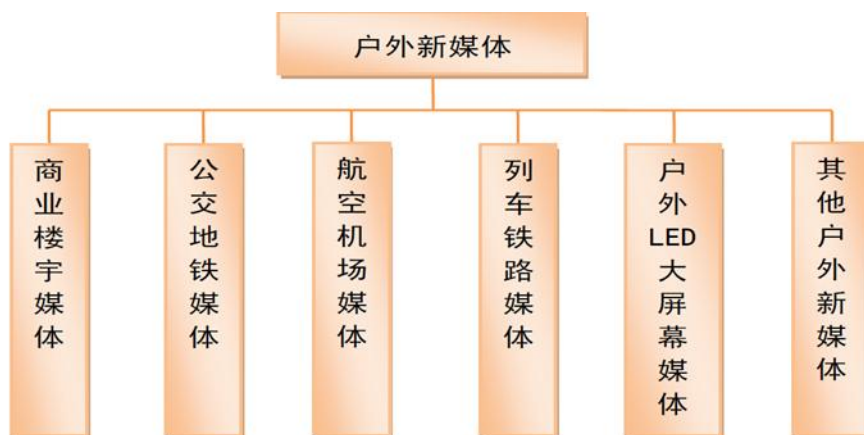 户外新媒体
商业楼宇媒体
公交地铁媒体
航空机场媒体
列车铁路媒体
户外LED大屏幕媒体
其他户外新媒体